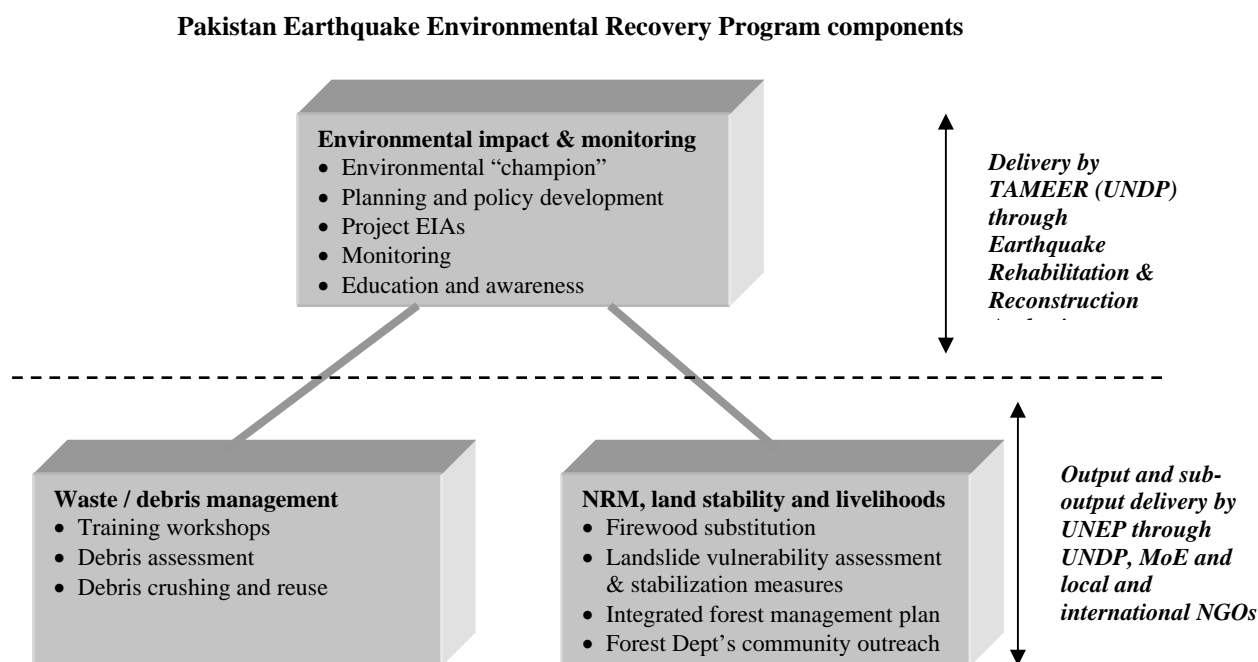 Pakistan Earthquake Environmental Recovery Program components
Environmental impact & monitoring
• Environmental “champion”
• Planning and policy development
• Project EIAs
• Monitoring
• Education and awareness
Delivery by
TAMEER (UNDP)
through
Earthquake
Rehabilitation &
Reconstruction
Waste / debris management
• Training workshops
• Debris assessment
• Debris crushing and reuse
NRM, land stability and livelihoods
• Firewood substitution
• Landslide vulnerability assessment
& stabilization measures
• Integrated forest management plan
• Forest Dept’s community outreach
Output and sub-
output delivery by
UNEP through
UNDP, MoE and
local and
international NGOs